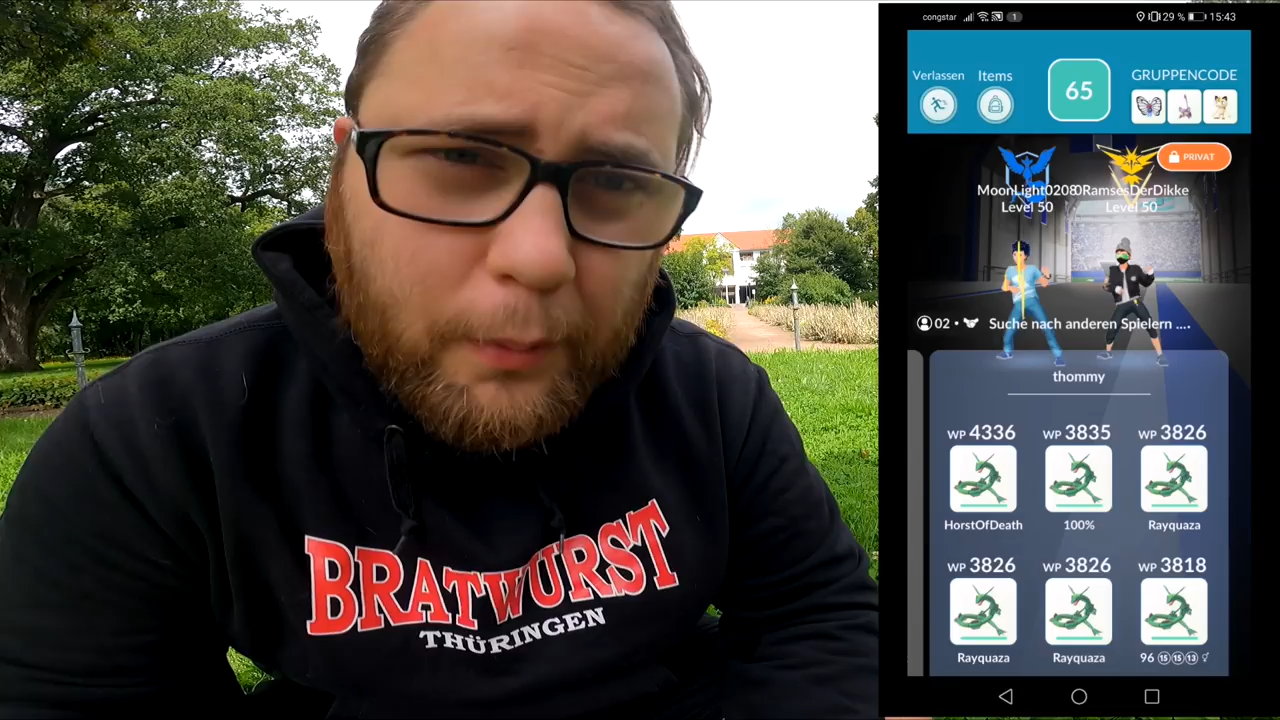 BRATWURST
THÜRINGEN
congstar 1 29 % 15:43
Verlassen Items 65 GRUPPENCODE
PRIVAT
MoonLight0208 0RamsesDerDikke
Level 50 Level 50
02 • Suche nach anderen Spielern ....
thommy
WP 4336 WP 3835 WP 3826
HorstOfDeath 100% Rayquaza
WP 3826 WP 3826 WP 3818
Rayquaza Rayquaza 96 15 15 13